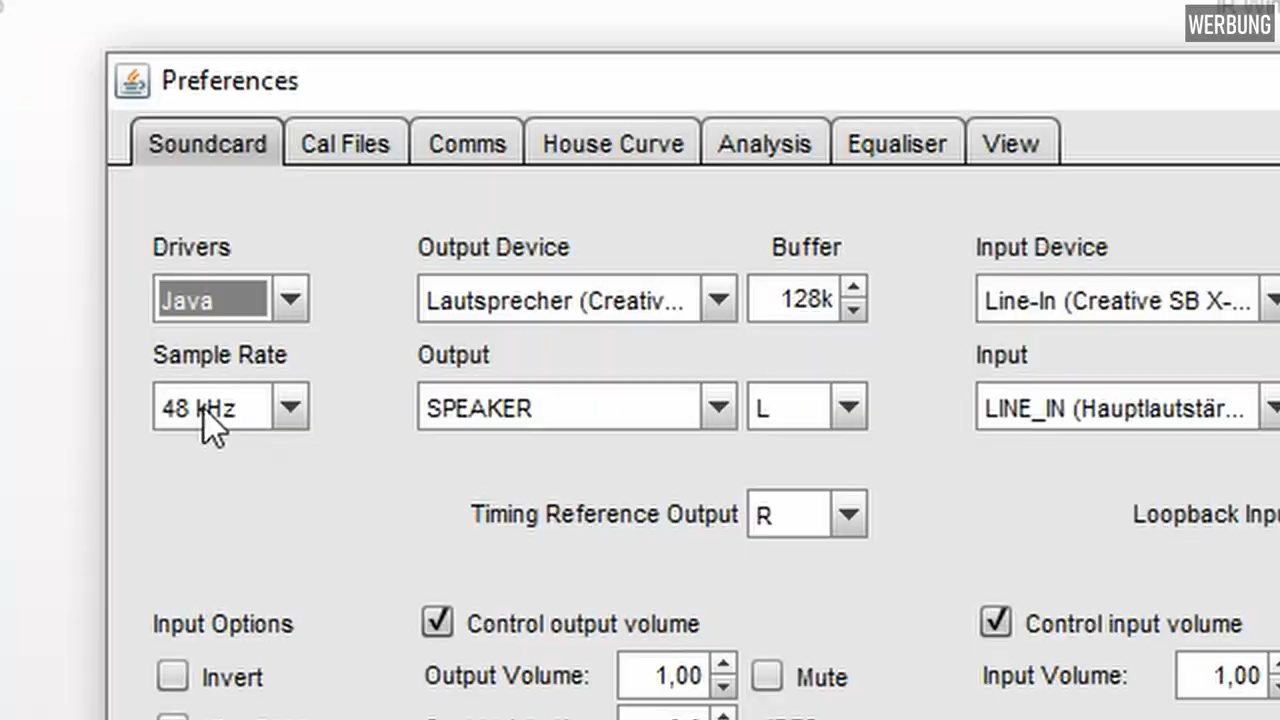 WERBUNG
Preferences
Soundcard Cal Files Comms House Curve Analysis Equaliser View
Drivers Output Device Buffer Input Device
Java Lautsprecher (Creativ... 128k Line-In (Creative SB X-...
Sample Rate Output Input
48 kHz SPEAKER L LINE_IN (Hauptlautstär...
Timing Reference Output R Loopback Inp
Input Options Control output volume Control input volume
Invert Output Volume: 1,00 Mute Input Volume: 1,00